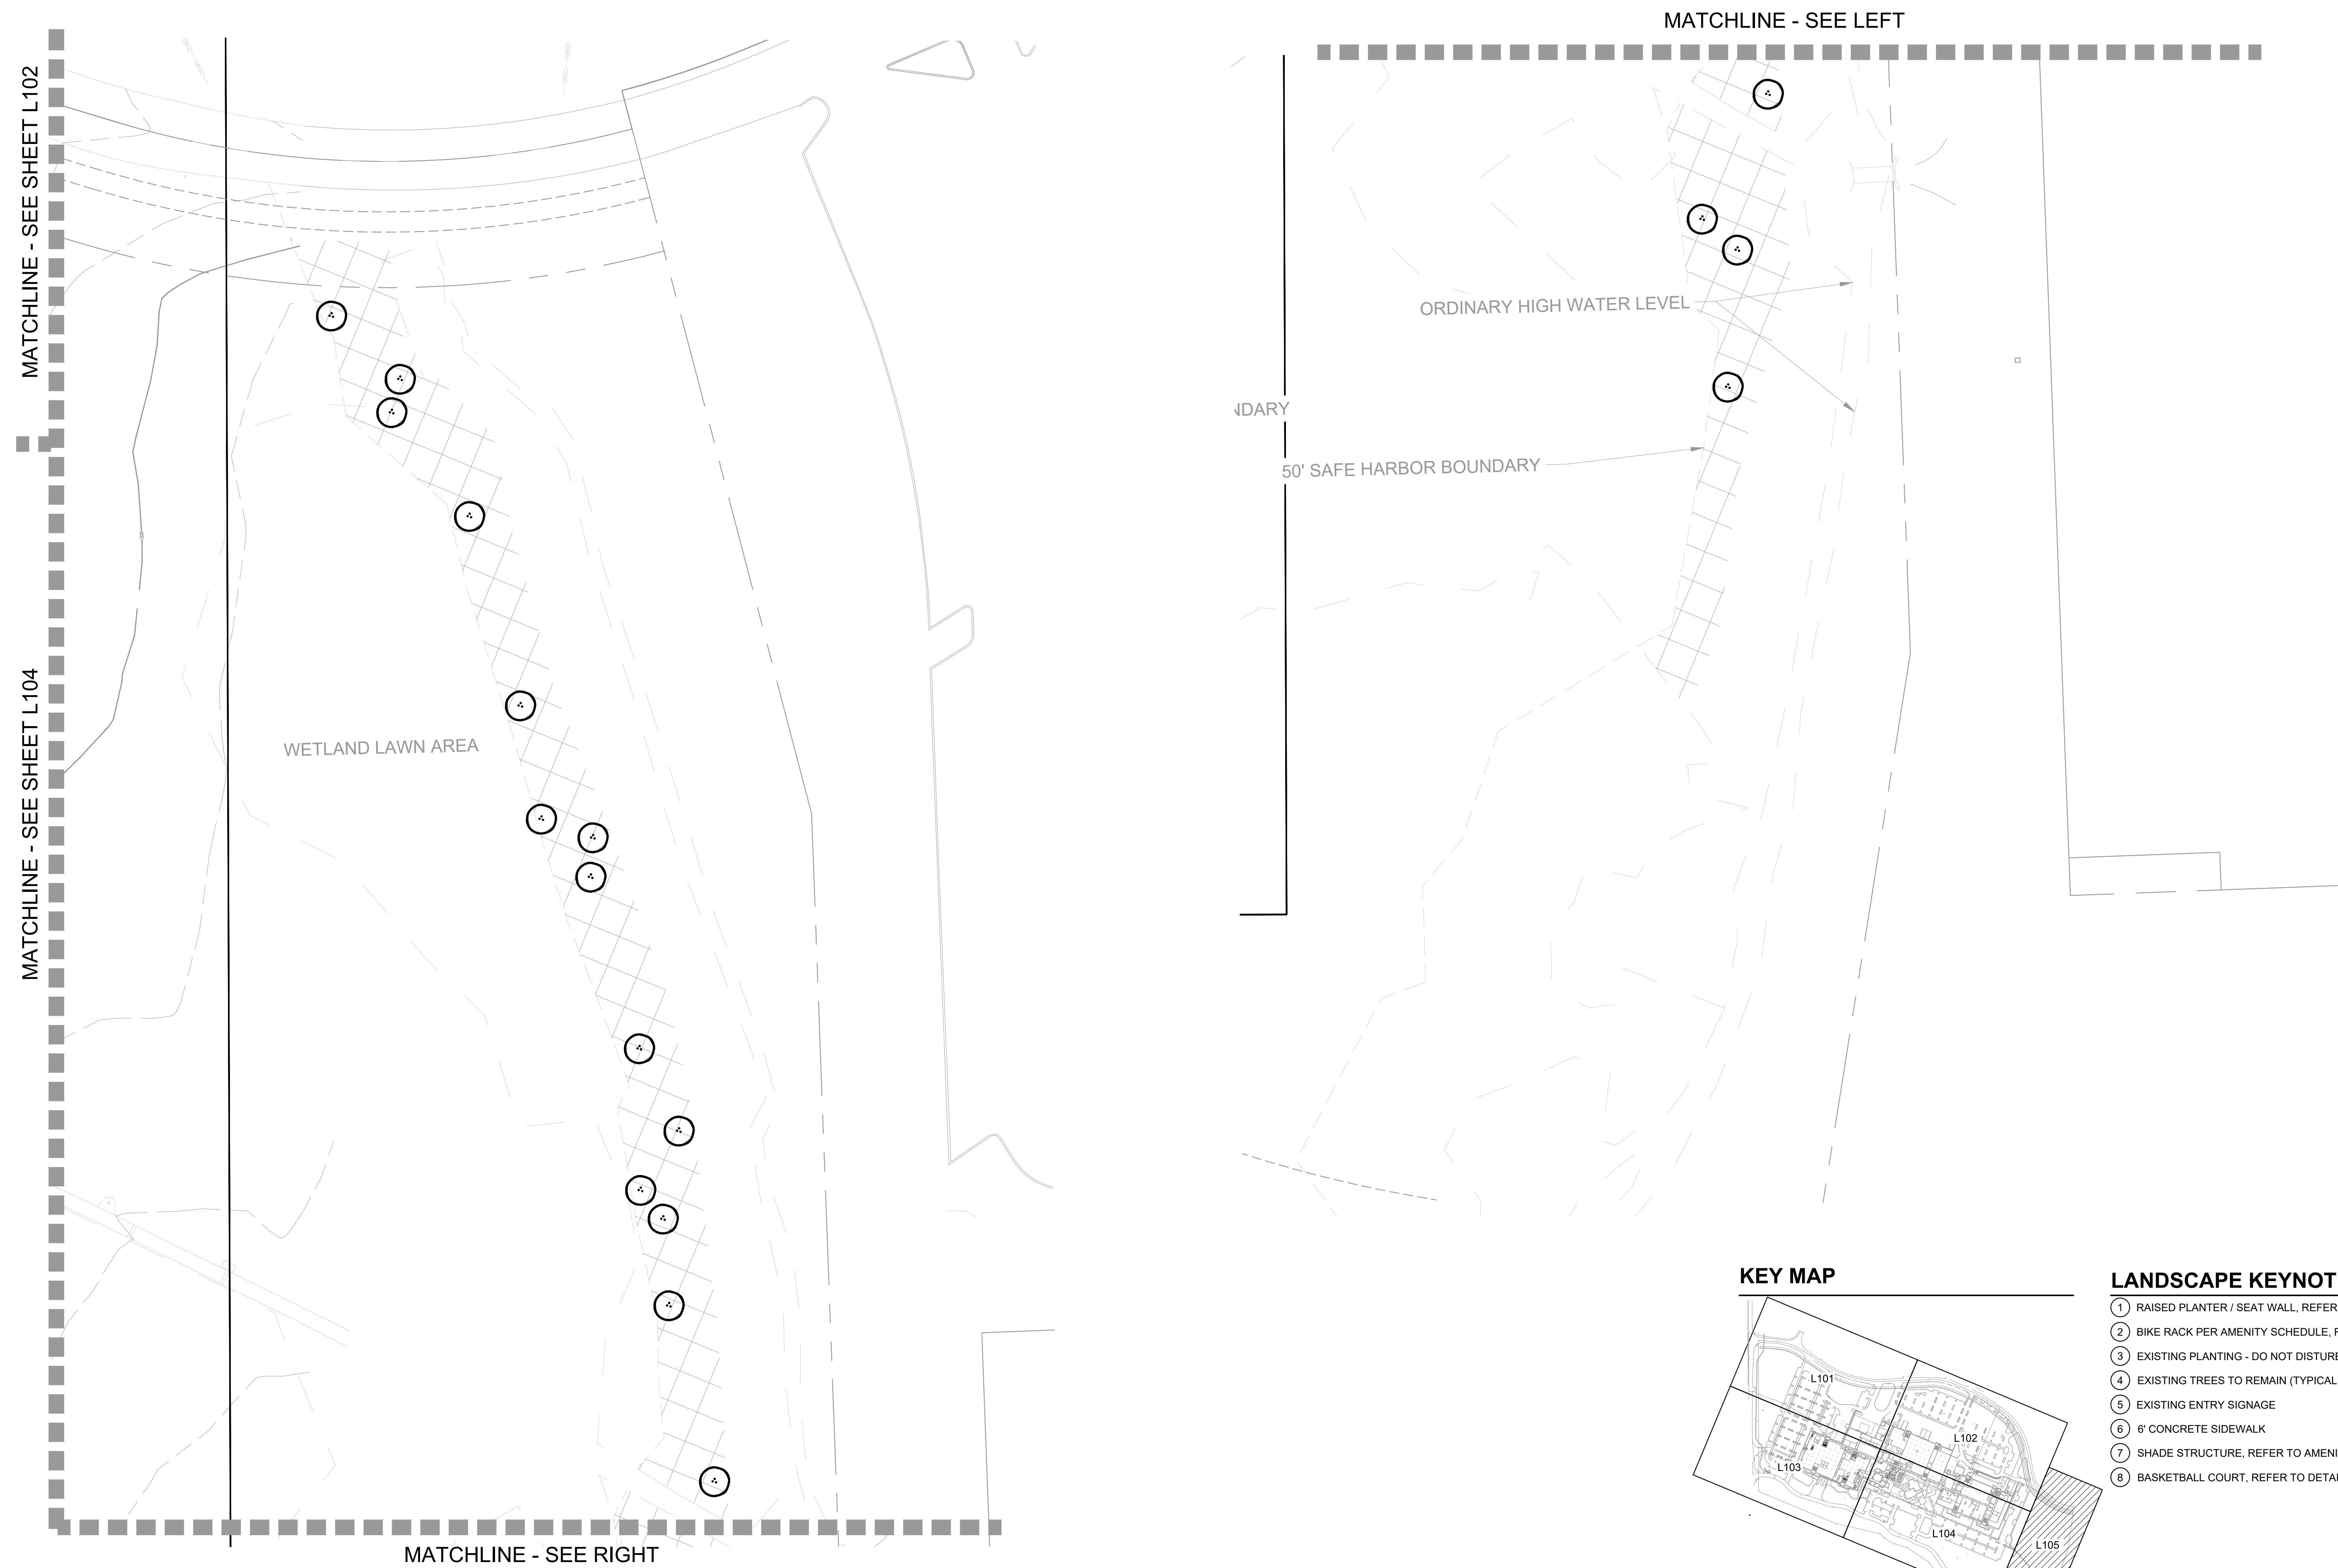 MATCHLINE - SEE LEFT
MATCHLINE - SEE SHEET L102
MATCHLINE - SEE SHEET L104
WETLAND LAWN AREA
MATCHLINE - SEE RIGHT
ORDINARY HIGH WATER LEVEL
NDARY
50' SAFE HARBOR BOUNDARY
KEY MAP
L101
L102
L103
L104
L105
LANDSCAPE KEYNOT
1 RAISED PLANTER / SEAT WALL, REFER
2 BIKE RACK PER AMENITY SCHEDULE,
3 EXISTING PLANTING - DO NOT DISTURB
4 EXISTING TREES TO REMAIN (TYPICAL
5 EXISTING ENTRY SIGNAGE
6 6' CONCRETE SIDEWALK
7 SHADE STRUCTURE, REFER TO AMENI
8 BASKETBALL COURT, REFER TO DETAI